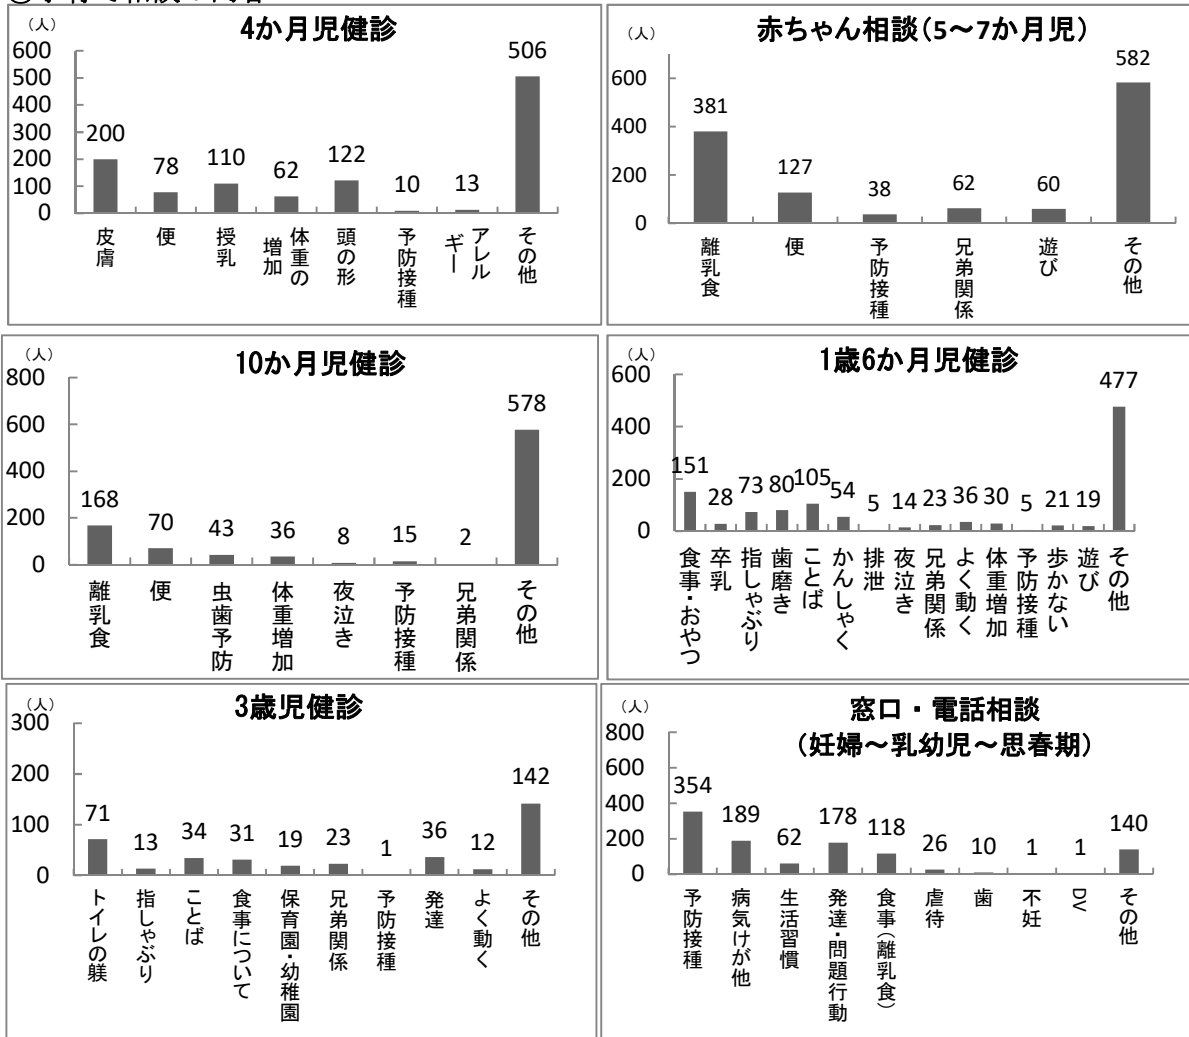 4か月児健診
(人)
600
500
400
300
200
100
0
200
78
110
62
122
10
13
506
皮膚
便
授乳
体重の
増加
頭の形
予防接種
アレル
ギー
その他
赤ちゃん相談(5～7か月児)
(人)
600
400
200
0
381
127
38
62
60
582
離乳食
便
予防接種
兄弟関係
遊び
その他
10か月児健診
(人)
800
600
400
200
0
168
70
43
36
8
15
2
578
離乳食
便
虫歯予防
体重増加
夜泣き
予防接種
兄弟関係
その他
1歳6か月児健診
(人)
600
400
200
0
151
28
73
80
105
54
5
14
23
36
30
5
21
19
477
食事・おやつ
卒乳
指しゃぶり
歯磨き
ことば
かんしゃく
排泄
夜泣き
兄弟関係
よく動く
体重増加
予防接種
歩かない
遊び
その他
3歳児健診
(人)
300
200
100
0
71
13
34
31
19
23
1
36
12
142
トイレの躾
指しゃぶり
ことば
食事について
保育園・幼稚園
兄弟関係
予防接種
発達
よく動く
その他
窓口・電話相談
(妊婦～乳幼児～思春期)
(人)
800
600
400
200
0
354
189
62
178
118
26
10
1
1
140
予防接種
病気けが他
生活習慣
発達・問題行動
食事(離乳食)
虐待
歯
不妊
DV
その他